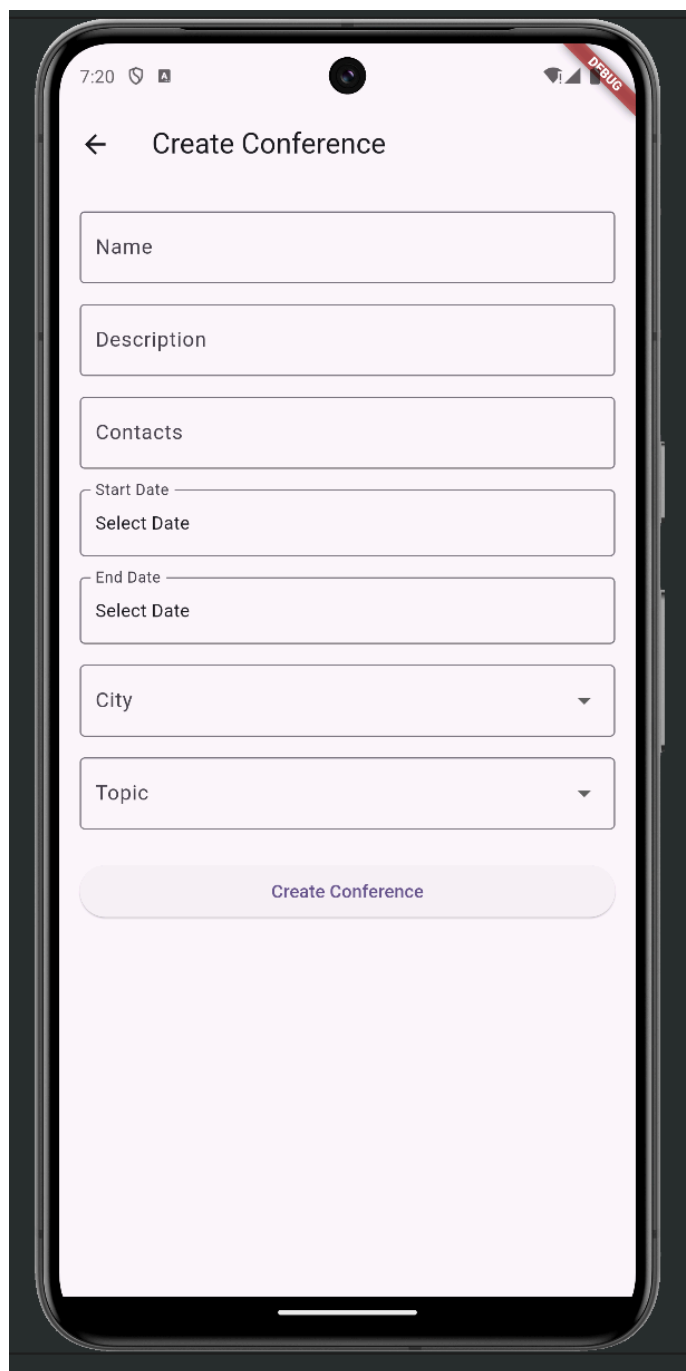 7:20 A
DEBUG
Create Conference
Name
Description
Contacts
Start Date
Select Date
End Date
Select Date
City
Topic
Create Conference